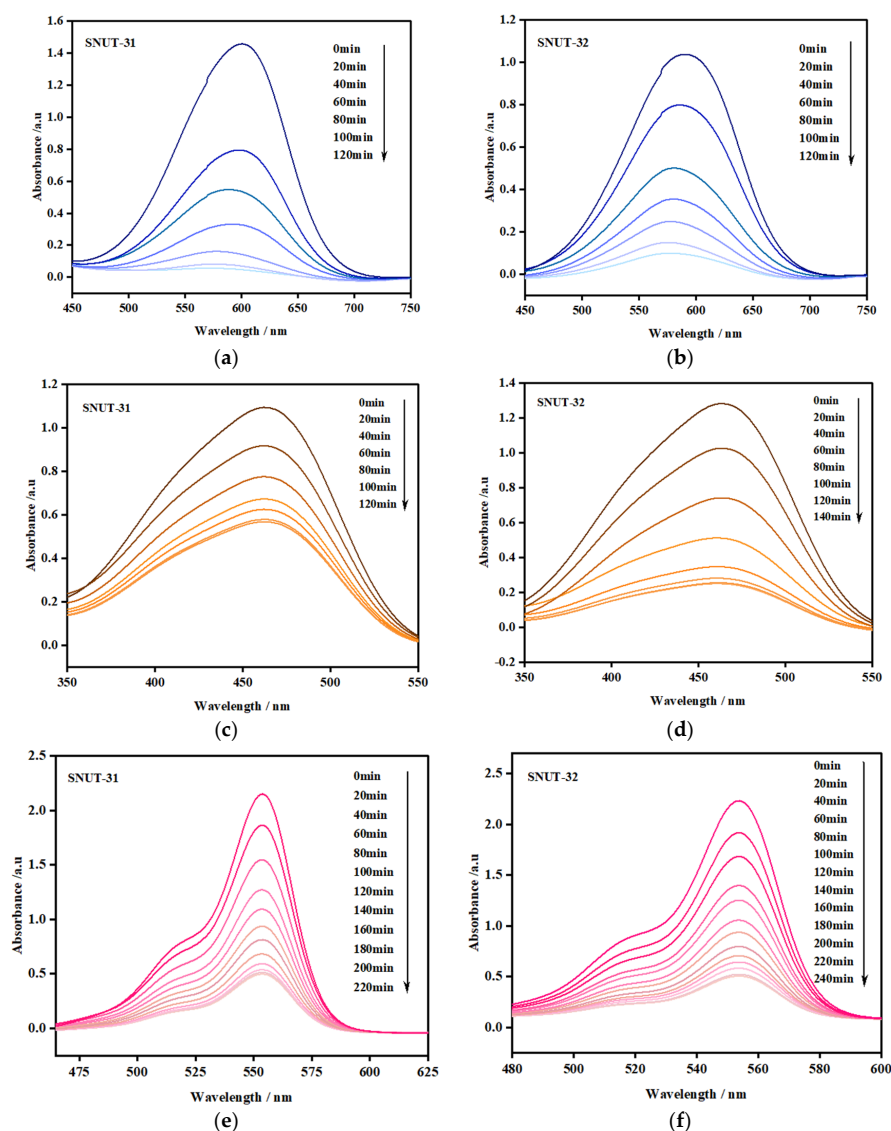 SNUT-31
0min
20min
40min
60min
80min
100min
120min
1.6
1.4
1.2
1.0
0.8
0.6
0.4
0.2
0.0
Absorbance /a.u
450 500 550 600 650 700 750
Wavelength / nm
(a)
SNUT-32
0min
20min
40min
60min
80min
100min
120min
1.2
1.0
0.8
0.6
0.4
0.2
0.0
Absorbance /a.u
450 500 550 600 650 700 750
Wavelength / nm
(b)
SNUT-31
0min
20min
40min
60min
80min
100min
120min
1.2
1.0
0.8
0.6
0.4
0.2
0.0
Absorbance /a.u
350 400 450 500 550
Wavelength / nm
(c)
SNUT-32
0min
20min
40min
60min
80min
100min
120min
140min
1.4
1.2
1.0
0.8
0.6
0.4
0.2
0.0
-0.2
Absorbance /a.u
350 400 450 500 550
Wavelength / nm
(d)
SNUT-31
0min
20min
40min
60min
80min
100min
120min
140min
160min
180min
200min
220min
2.5
2.0
1.5
1.0
0.5
0.0
Absorbance /a.u
475 500 525 550 575 600 625
Wavelength / nm
(e)
SNUT-32
0min
20min
40min
60min
80min
100min
120min
140min
160min
180min
200min
220min
240min
2.5
2.0
1.5
1.0
0.5
0.0
Absorbance /a.u
480 500 520 540 560 580 600
Wavelength / nm
(f)